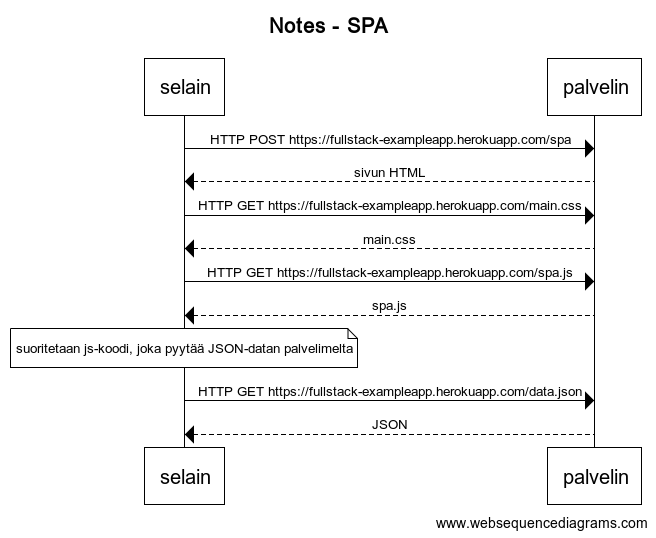 Notes - SPA
selain
palvelin
HTTP POST https://fullstack-exampleapp.herokuapp.com/spa
sivun HTML
HTTP GET https://fullstack-exampleapp.herokuapp.com/main.css
main.css
HTTP GET https://fullstack-exampleapp.herokuapp.com/spa.js
spa.js
suoritetaan js-koodi, joka pyytää JSON-datan palvelimelta
HTTP GET https://fullstack-exampleapp.herokuapp.com/data.json
JSON
selain
palvelin
www.websequencediagrams.com